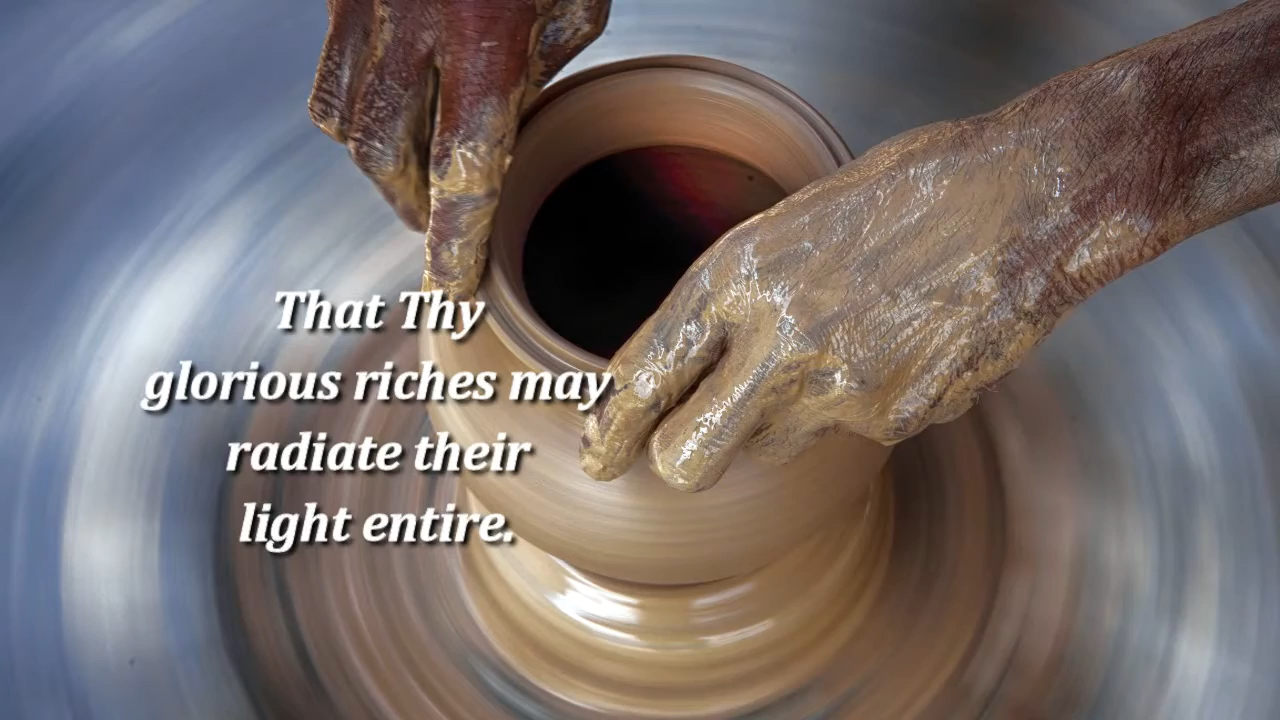 That Thy
glorious riches may
radiate their
light entire.